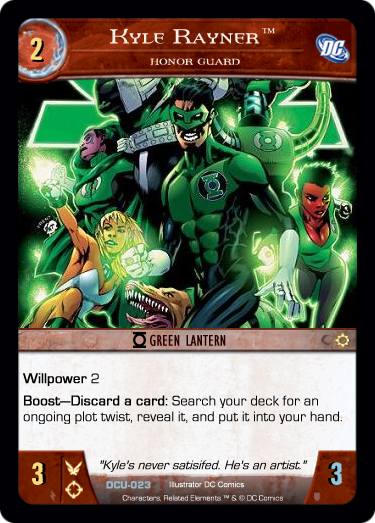 2
Kyle Rayner™
DC
HONOR GUARD
GREEN LANTERN
Willpower 2
Boost—Discard a card: Search your deck for an
ongoing plot twist, reveal it, and put it into your hand.
3
"Kyle's never satisifed. He's an artist."
3
DCU-023 Illustrator DC Comics
Characters, Related Elements ™ & © DC Comics